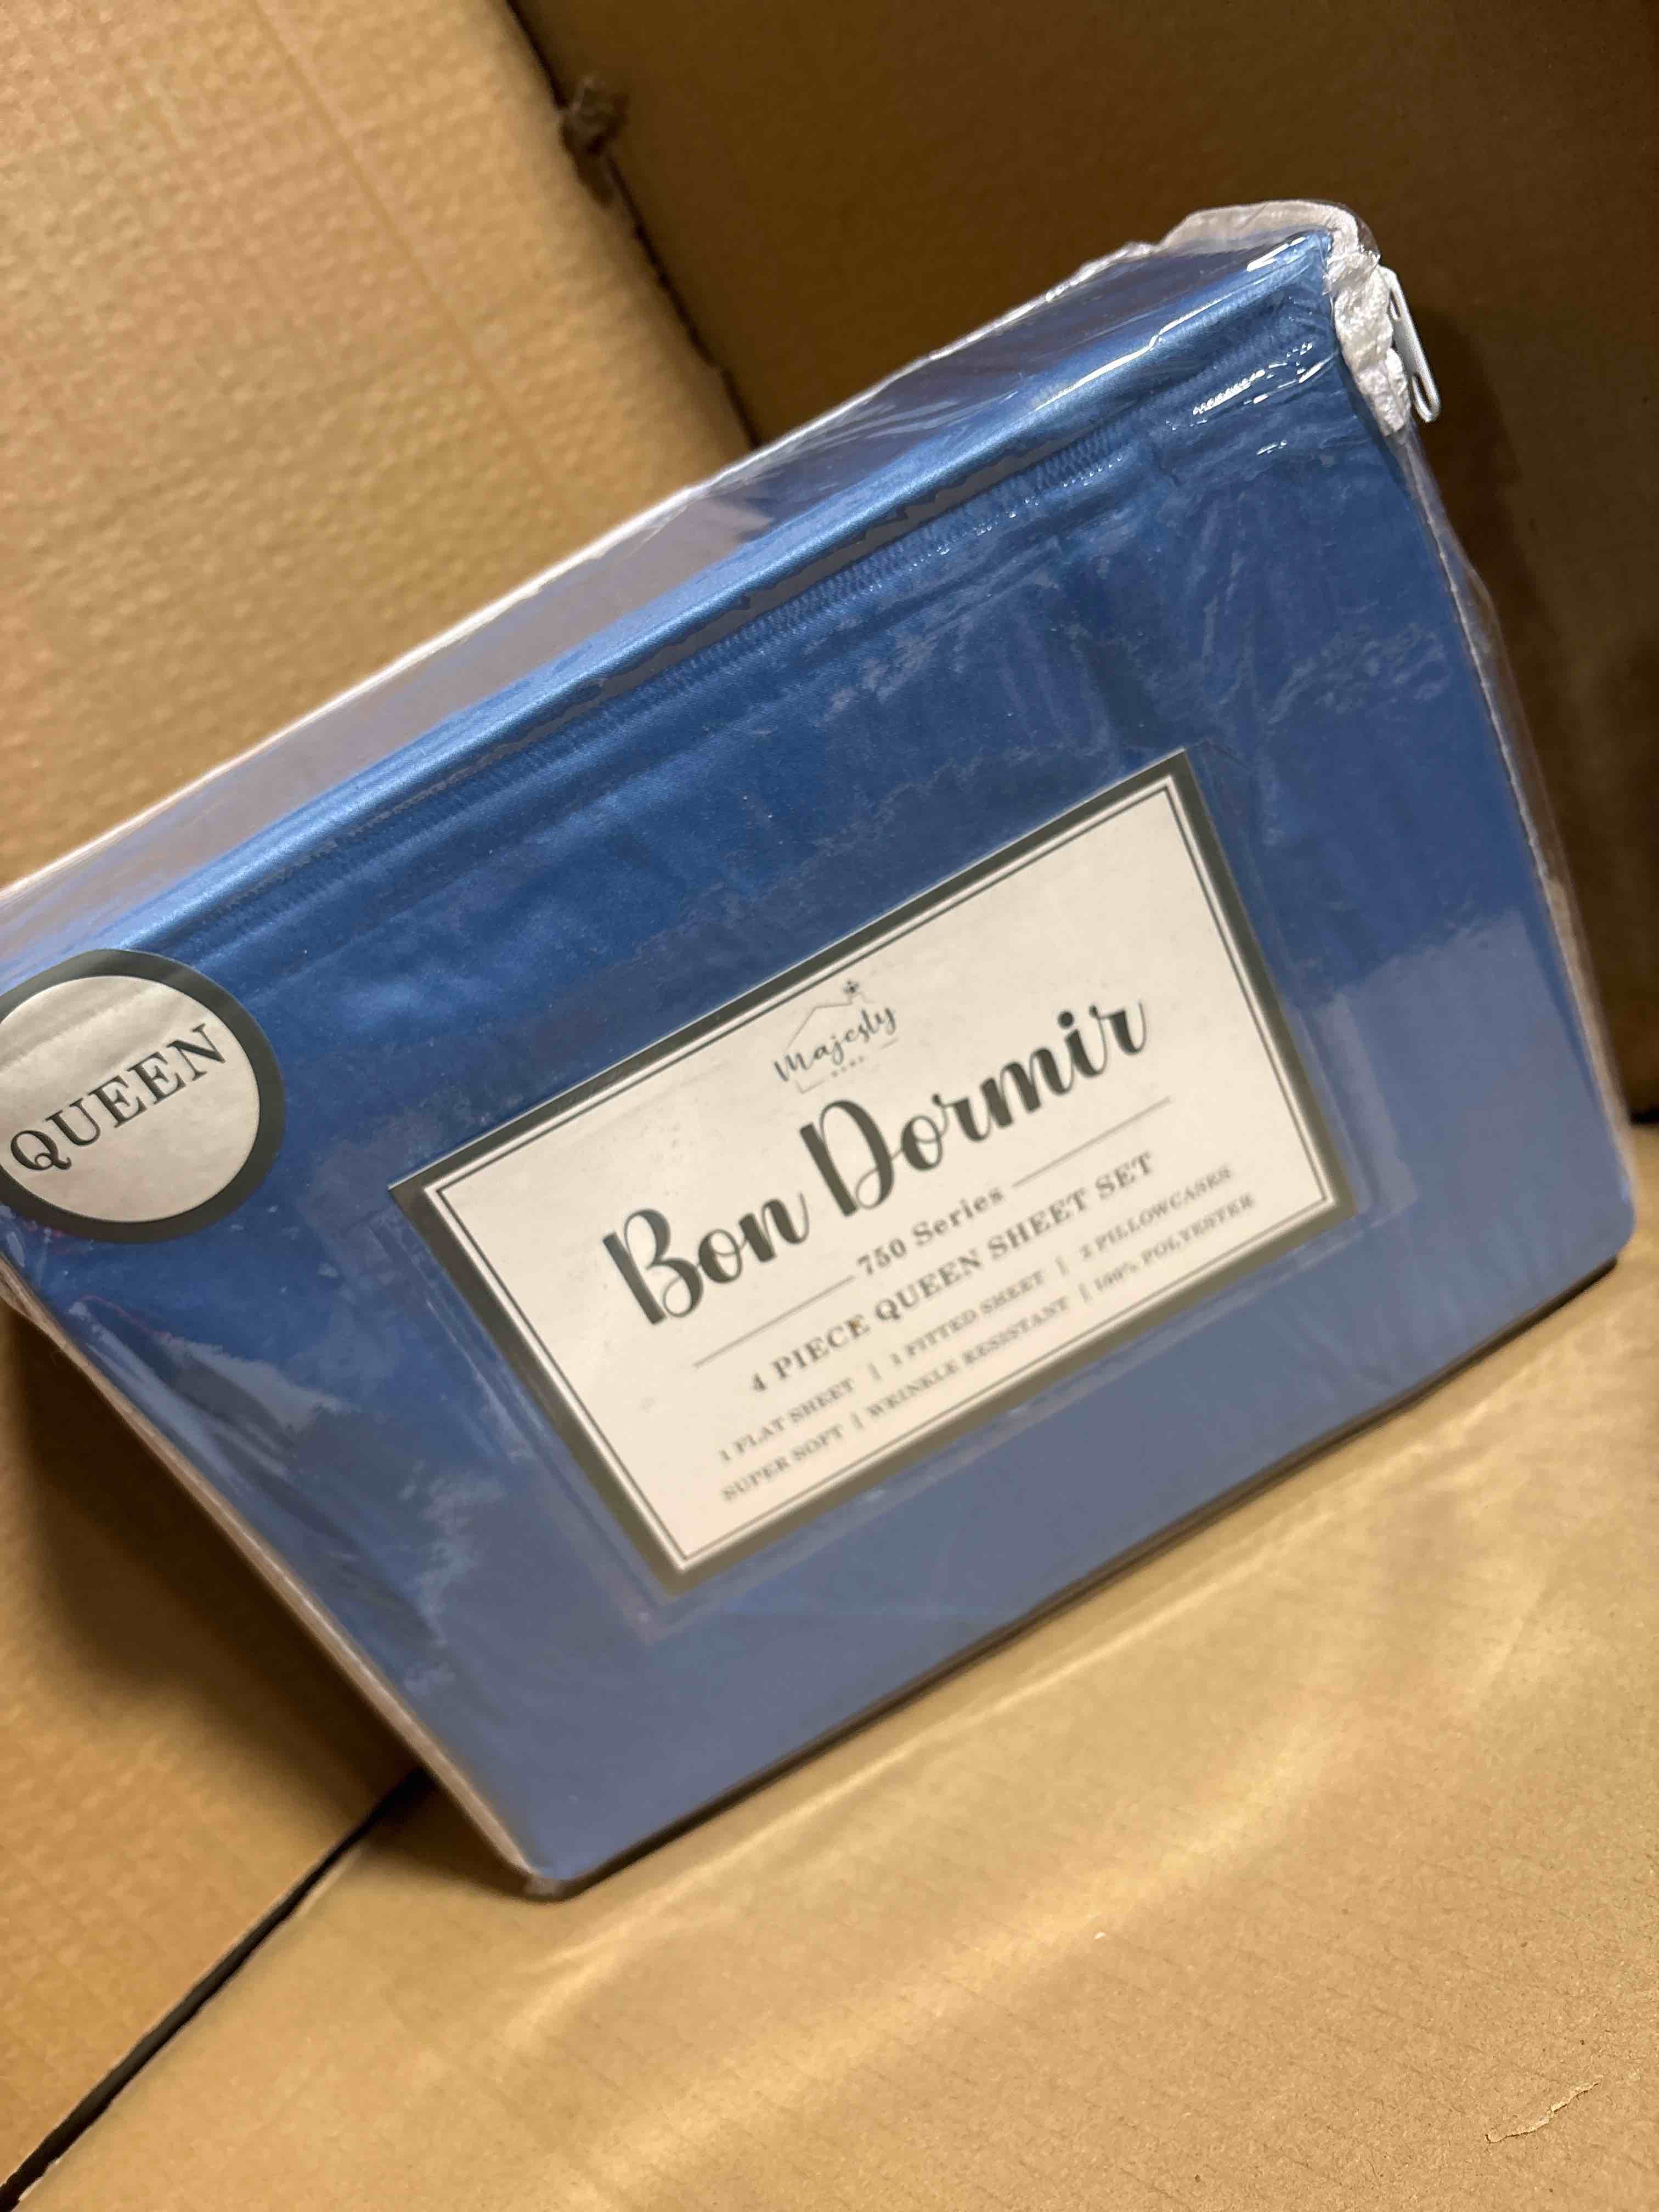 QUEEN
Majesty
HOME
Bon Dormir
750 Series
4 PIECE QUEEN SHEET SET
1 FLAT SHEET | 1 FITTED SHEET | 2 PILLOWCASES
SUPER SOFT | WRINKLE RESISTANT | 100% POLYESTER